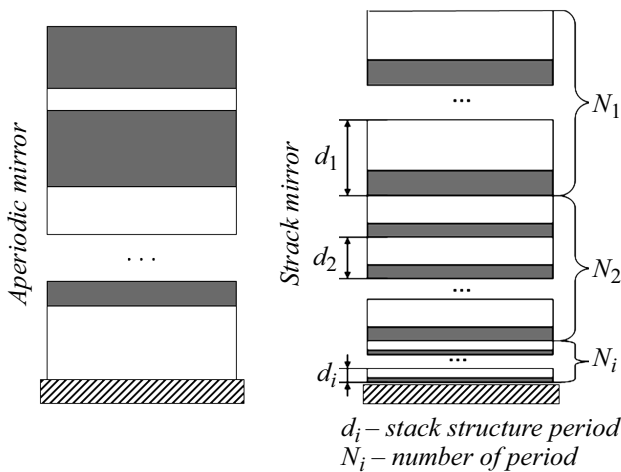 Aperiodic mirror
. . .
Strack mirror
...
N₁
d₁
d₂
...
N₂
...
dᵢ
Nᵢ
dᵢ – stack structure period
Nᵢ – number of period